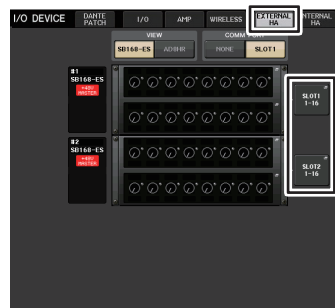 I/O DEVICE
DANTE PATCH
I/O
AMP
WIRELESS
EXTERNAL HA
INTERNAL HA
VIEW
SB168-ES
AD8HR
COMM PORT
NONE
SLOT1
#1
SB168-ES
+48V MASTER
SLOT1
1-16
#2
SB168-ES
+48V MASTER
SLOT2
1-16